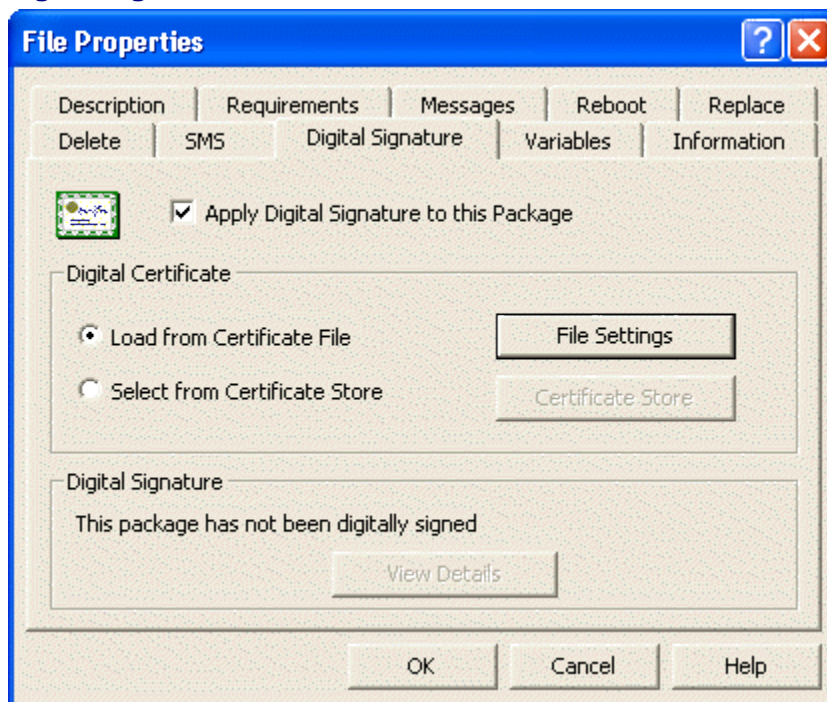 File Properties
Description Requirements Messages Reboot Replace
Delete SMS Digital Signature Variables Information
Apply Digital Signature to this Package
Digital Certificate
Load from Certificate File File Settings
Select from Certificate Store Certificate Store
Digital Signature
This package has not been digitally signed
View Details
OK Cancel Help